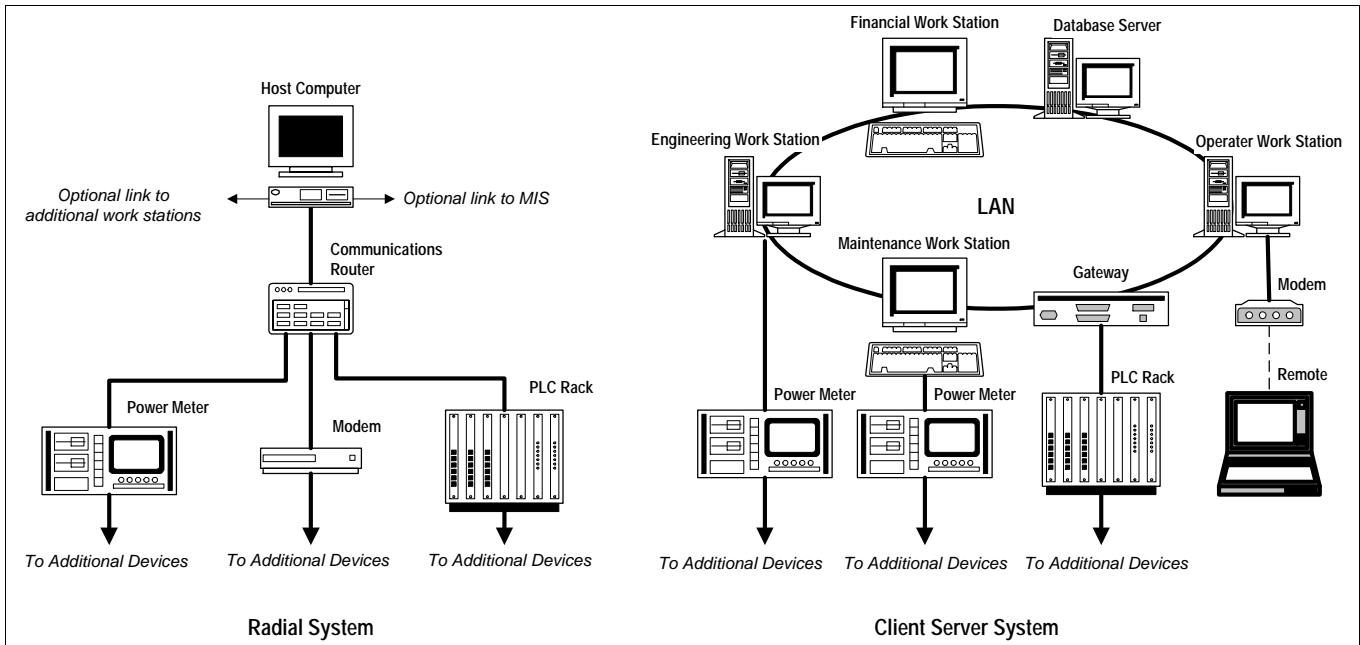 Host Computer
Optional link to
additional work stations
Optional link to MIS
Communications
Router
Power Meter
Modem
PLC Rack
To Additional Devices
To Additional Devices
To Additional Devices
Radial System
Financial Work Station
Database Server
Engineering Work Station
Operater Work Station
LAN
Maintenance Work Station
Gateway
Modem
Power Meter
Power Meter
PLC Rack
Remote
To Additional Devices
To Additional Devices
To Additional Devices
Client Server System